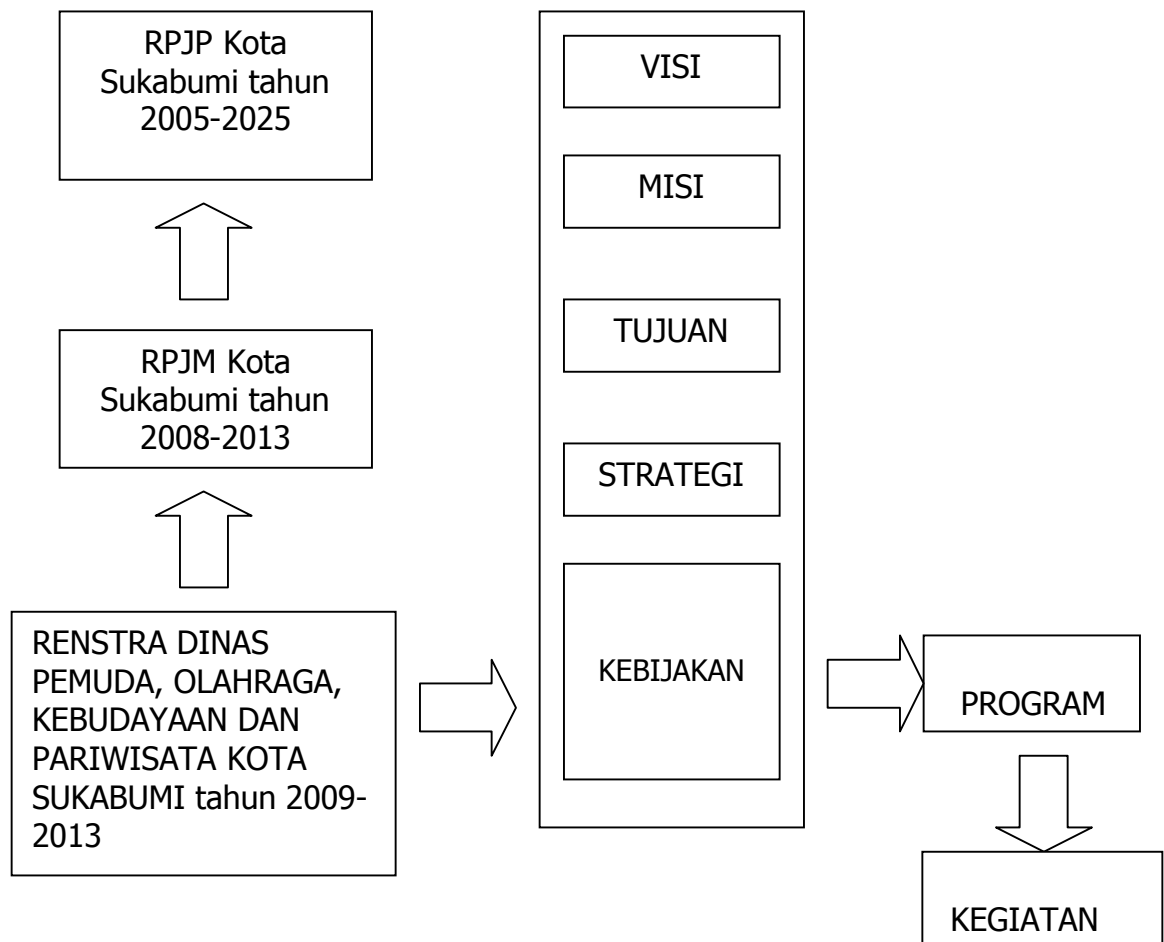 RPJP Kota
Sukabumi tahun
2005-2025
RPJM Kota
Sukabumi tahun
2008-2013
RENSTRA DINAS
PEMUDA, OLAHRAGA,
KEBUDAYAAN DAN
PARIWISATA KOTA
SUKABUMI tahun 2009-
2013
VISI
MISI
TUJUAN
STRATEGI
KEBIJAKAN
PROGRAM
KEGIATAN